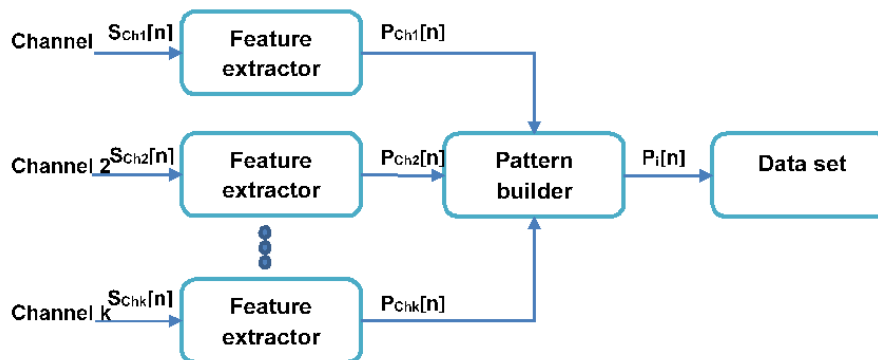 Channel
SCh1[n]
Feature
extractor
PCh1[n]
Channel 2
SCh2[n]
Feature
extractor
PCh2[n]
Pattern
builder
Pi[n]
Data set
Channel k
SChk[n]
Feature
extractor
PChk[n]